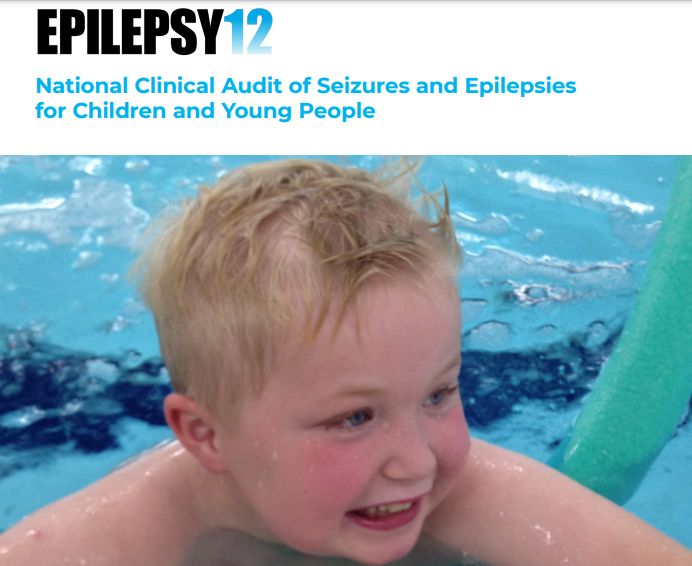 EPILEPSY12
National Clinical Audit of Seizures and Epilepsies
for Children and Young People